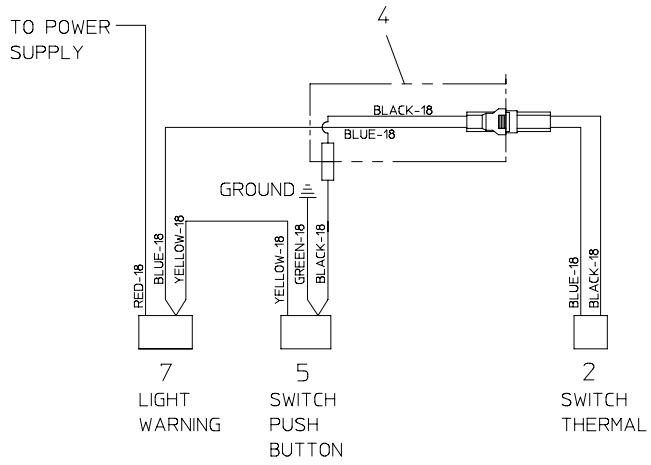 TO POWER
SUPPLY
4
BLACK-18
BLUE-18
GROUND
RED-18
BLUE-18
YELLOW-18
YELLOW-18
GREEN-18
BLACK-18
BLUE-18
BLACK-18
7
LIGHT
WARNING
5
SWITCH
PUSH
BUTTON
2
SWITCH
THERMAL